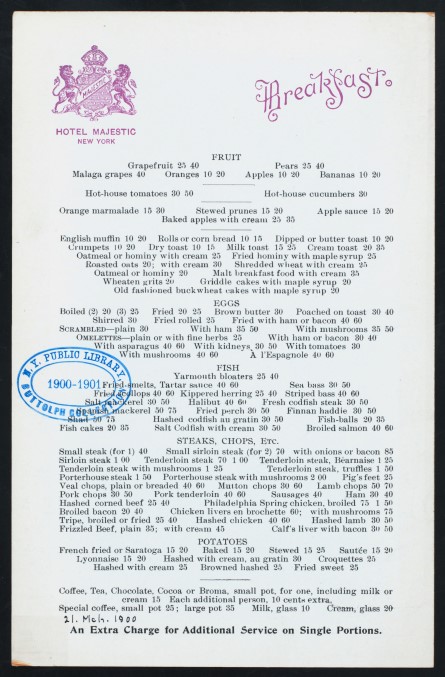 Breakfast.
HOTEL MAJESTIC
NEW YORK
FRUIT
Grapefruit 25 40 Pears 25 40
Malaga grapes 40 Oranges 10 20 Apples 10 20 Bananas 10 20
Hot-house tomatoes 30 50 Hot-house cucumbers 30
Orange marmalade 15 30 Stewed prunes 15 20 Apple sauce 15 20
Baked apples with cream 25 35
English muffin 10 20 Rolls or corn bread 10 15 Dipped or butter toast 10 20
Crumpets 10 20 Dry toast 10 15 Milk toast 15 25 Cream toast 20 35
Oatmeal or hominy with cream 25 Fried hominy with maple syrup 25
Roasted oats 20; with cream 30 Shredded wheat with cream 25
Oatmeal or hominy 20 Malt breakfast food with cream 35
Wheaten grits 20 Griddle cakes with maple syrup 20
Old fashioned buckwheat cakes with maple syrup 20
EGGS
Boiled (2) 20 (3) 25 Fried 20 25 Brown butter 30 Poached on toast 30 40
Shirred 30 Fried rolled 25 Fried with ham or bacon 40 60
SCRAMBLED—plain 30 With ham 35 50 With mushrooms 35 50
OMELETTES—plain or with fine herbs 25 With ham or bacon 30 40
With asparagus 40 60 With kidneys 30 50 With tomatoes 30
With mushrooms 40 60 A l'Espagnole 40 60
FISH
Yarmouth bloaters 25 40
Fried smelts, Tartar sauce 40 60 Sea bass 30 50
Fried scallops 40 60 Kippered herring 25 40 Striped bass 40 60
Salt mackerel 30 50 Halibut 40 60 Fresh codfish steak 30 50
Spanish mackerel 50 75 Fried perch 30 50 Finnan haddie 30 50
Shad 50 75 Hashed codfish au gratin 30 50 Fish-balls 20 35
Fish cakes 20 35 Salt Codfish with cream 30 50 Broiled salmon 40 60
N.Y. PUBLIC LIBRARY
1900-1901
BUTTOLPH COLLECTION
STEAKS, CHOPS, ETC.
Small steak (for 1) 40 Small sirloin steak (for 2) 70 with onions or bacon 85
Sirloin steak 1 00 Tenderloin steak 70 1 00 Tenderloin steak, Béarnaise 1 25
Tenderloin steak with mushrooms 1 25 Tenderloin steak, truffles 1 50
Porterhouse steak 1 50 Porterhouse steak with mushrooms 2 00 Pig's feet 25
Veal chops, plain or breaded 40 60 Mutton chops 30 60 Lamb chops 50 70
Pork chops 30 50 Pork tenderloin 40 60 Sausages 40 Ham 30 40
Hashed corned beef 25 40 Philadelphia Spring chicken, broiled 75 1 50
Broiled bacon 20 40 Chicken livers en brochette 60; with mushrooms 75
Tripe, broiled or fried 25 40 Hashed chicken 40 60 Hashed lamb 30 50
Frizzled Beef, plain 35; with cream 45 Calf's liver with bacon 30 50
POTATOES
French fried or Saratoga 15 20 Baked 15 20 Stewed 15 25 Sautée 15 20
Lyonnaise 15 20 Hashed with cream, au gratin 30 Croquettes 25
Hashed with cream 25 Browned hashed 25 Fried sweet 25
Coffee, Tea, Chocolate, Cocoa or Broma, small pot, for one, including milk or
cream 15 Each additional person, 10 cents extra.
Special coffee, small pot 25; large pot 35 Milk, glass 10 Cream, glass 20
21. Mch. 1900
An Extra Charge for Additional Service on Single Portions.